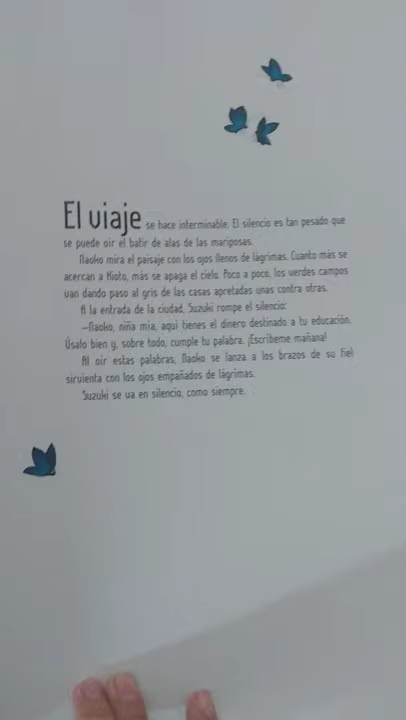 El viaje se hace interminable. El silencio es tan pesado que
se puede oir el batir de alas de las mariposas.
Naoko mira el paisaje con los ojos llenos de lágrimas. Cuanto más se
acercan a Kioto, más se apaga el cielo. Poco a poco, los verdes campos
van dando paso al gris de las casas apretadas unas contra otras.
A la entrada de la ciudad, Suzuki rompe el silencio:
—Naoko, niña mía, aquí tienes el dinero destinado a tu educación.
Úsalo bien y, sobre todo, cumple tu palabra. ¡Escríbeme mañana!
Al oír estas palabras, Naoko se lanza a los brazos de su fiel
sirvienta con los ojos empañados de lágrimas.
Suzuki se va en silencio, como siempre.